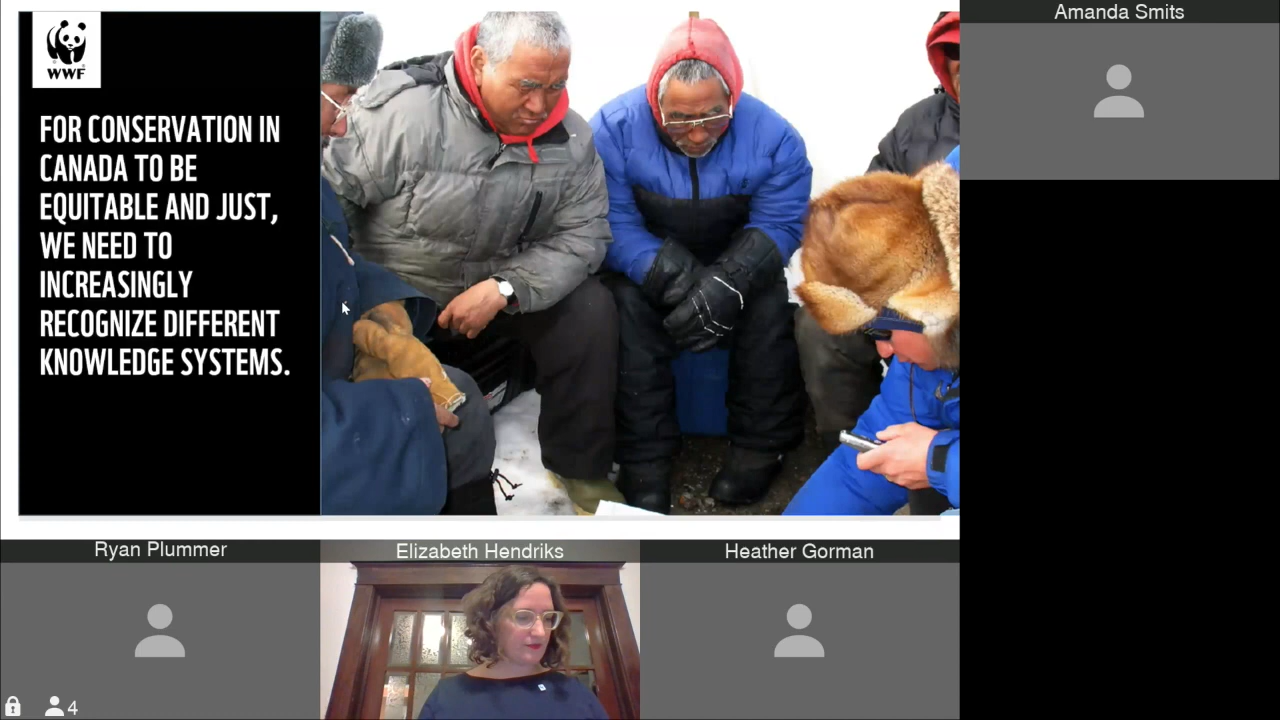 Amanda Smits
WWF
FOR CONSERVATION IN
CANADA TO BE
EQUITABLE AND JUST,
WE NEED TO
INCREASINGLY
RECOGNIZE DIFFERENT
KNOWLEDGE SYSTEMS.
Ryan Plummer
Elizabeth Hendriks
Heather Gorman
4